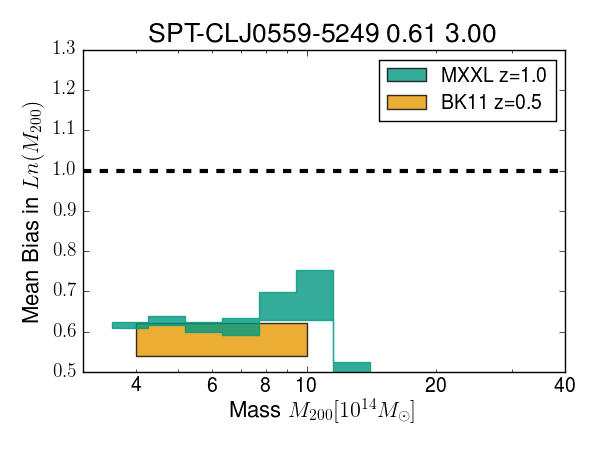 SPT-CLJ0559-5249 0.61 3.00
MXXL z=1.0
BK11 z=0.5
Mean Bias in Ln(M₂₀₀)
1.3
1.2
1.1
1.0
0.9
0.8
0.7
0.6
0.5
4 6 8 10 20 40
Mass M₂₀₀[10¹⁴M☉]